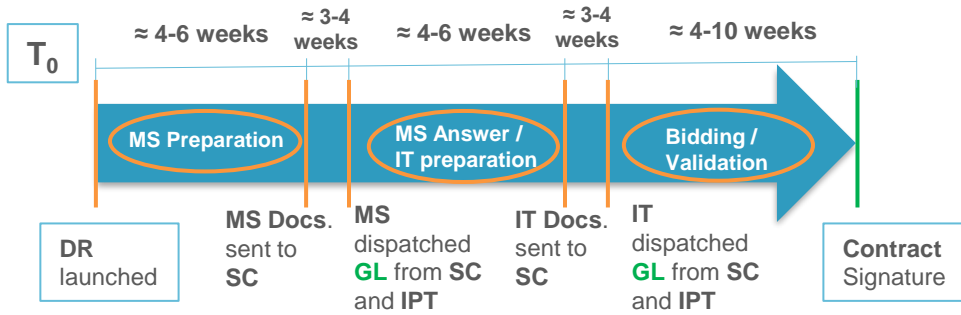 ≈ 4-6 weeks
≈ 3-4
weeks
≈ 4-6 weeks
≈ 3-4
weeks
≈ 4-10 weeks
T0
MS Preparation
MS Answer /
IT preparation
Bidding /
Validation
DR
launched
MS Docs.
sent to
SC
MS
dispatched
GL from SC
and IPT
IT Docs.
sent to
SC
IT
dispatched
GL from SC
and IPT
Contract
Signature